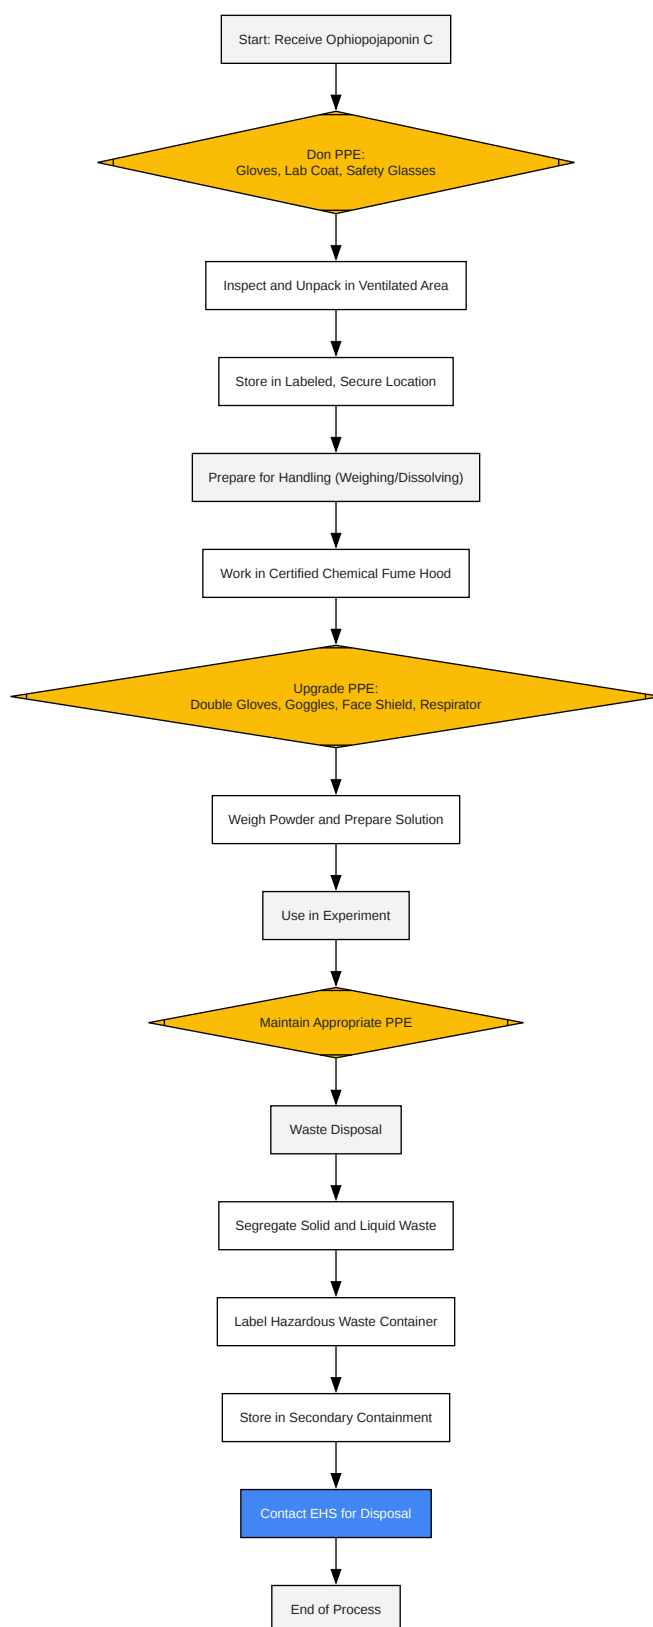 Start: Receive Ophiopojaponin C
Don PPE:
Gloves, Lab Coat, Safety Glasses
Inspect and Unpack in Ventilated Area
Store in Labeled, Secure Location
Prepare for Handling (Weighing/Dissolving)
Work in Certified Chemical Fume Hood
Upgrade PPE:
Double Gloves, Goggles, Face Shield, Respirator
Weigh Powder and Prepare Solution
Use in Experiment
Maintain Appropriate PPE
Waste Disposal
Segregate Solid and Liquid Waste
Label Hazardous Waste Container
Store in Secondary Containment
Contact EHS for Disposal
End of Process